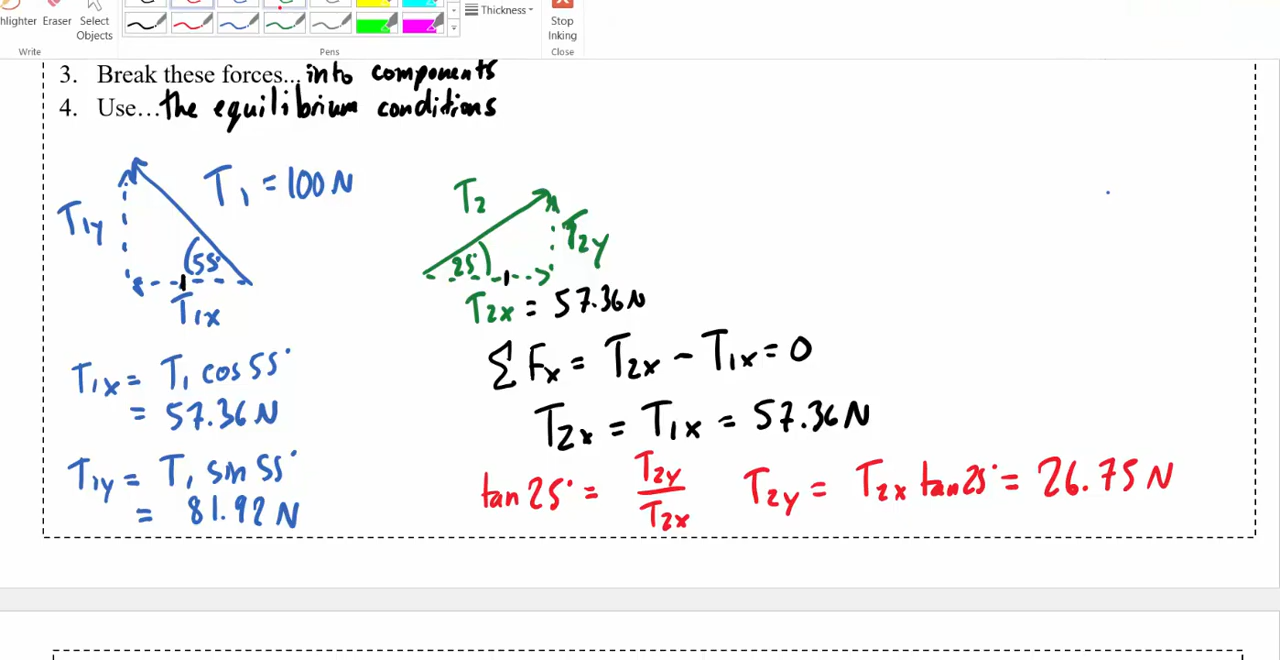 Highlighter Eraser Select Objects
Thickness
Stop Inking
Write
Pens
Close
3. Break these forces... into components
4. Use... the equilibrium conditions
T1 = 100 N
T1y
55°
T1x
T2
T2y
25°
T2x = 57.36 N
T1x = T1 cos 55°
= 57.36 N
T1y = T1 sin 55°
= 81.92 N
∑ Fx = T2x - T1x = 0
T2x = T1x = 57.36 N
tan 25° = T2y / T2x
T2y = T2x tan 25° = 26.75 N